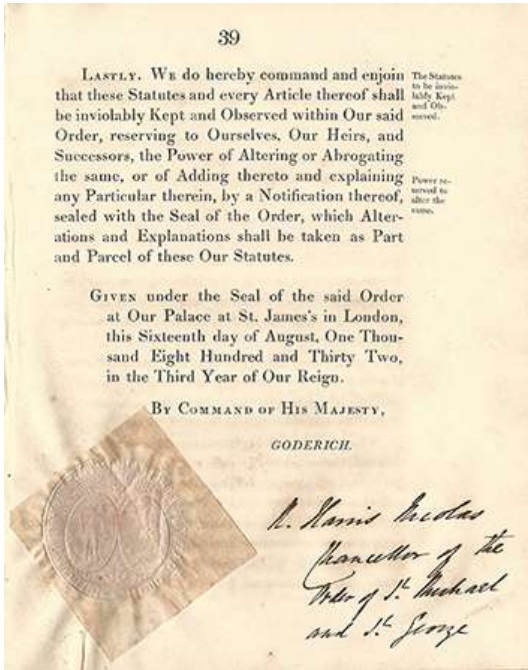 39
LASTLY. WE do hereby command and enjoin
that these Statutes and every Article thereof shall
be inviolably Kept and Observed within Our said
Order, reserving to Ourselves, Our Heirs, and
Successors, the Power of Altering or Abrogating
the same, or of Adding thereto and explaining
any Particular therein, by a Notification thereof,
sealed with the Seal of the Order, which Alter-
ations and Explanations shall be taken as Part
and Parcel of these Our Statutes.
The Statutes
to be invio-
lably Kept
and Ob-
served.
Power re-
served to
alter the
same.
GIVEN under the Seal of the said Order
at Our Palace at St. James's in London,
this Sixteenth day of August, One Thou-
sand Eight Hundred and Thirty Two,
in the Third Year of Our Reign.
BY COMMAND OF HIS MAJESTY,
GODERICH.
N. Harris Nicolas
Chancellor of the
Order of St. Michael
and St. George